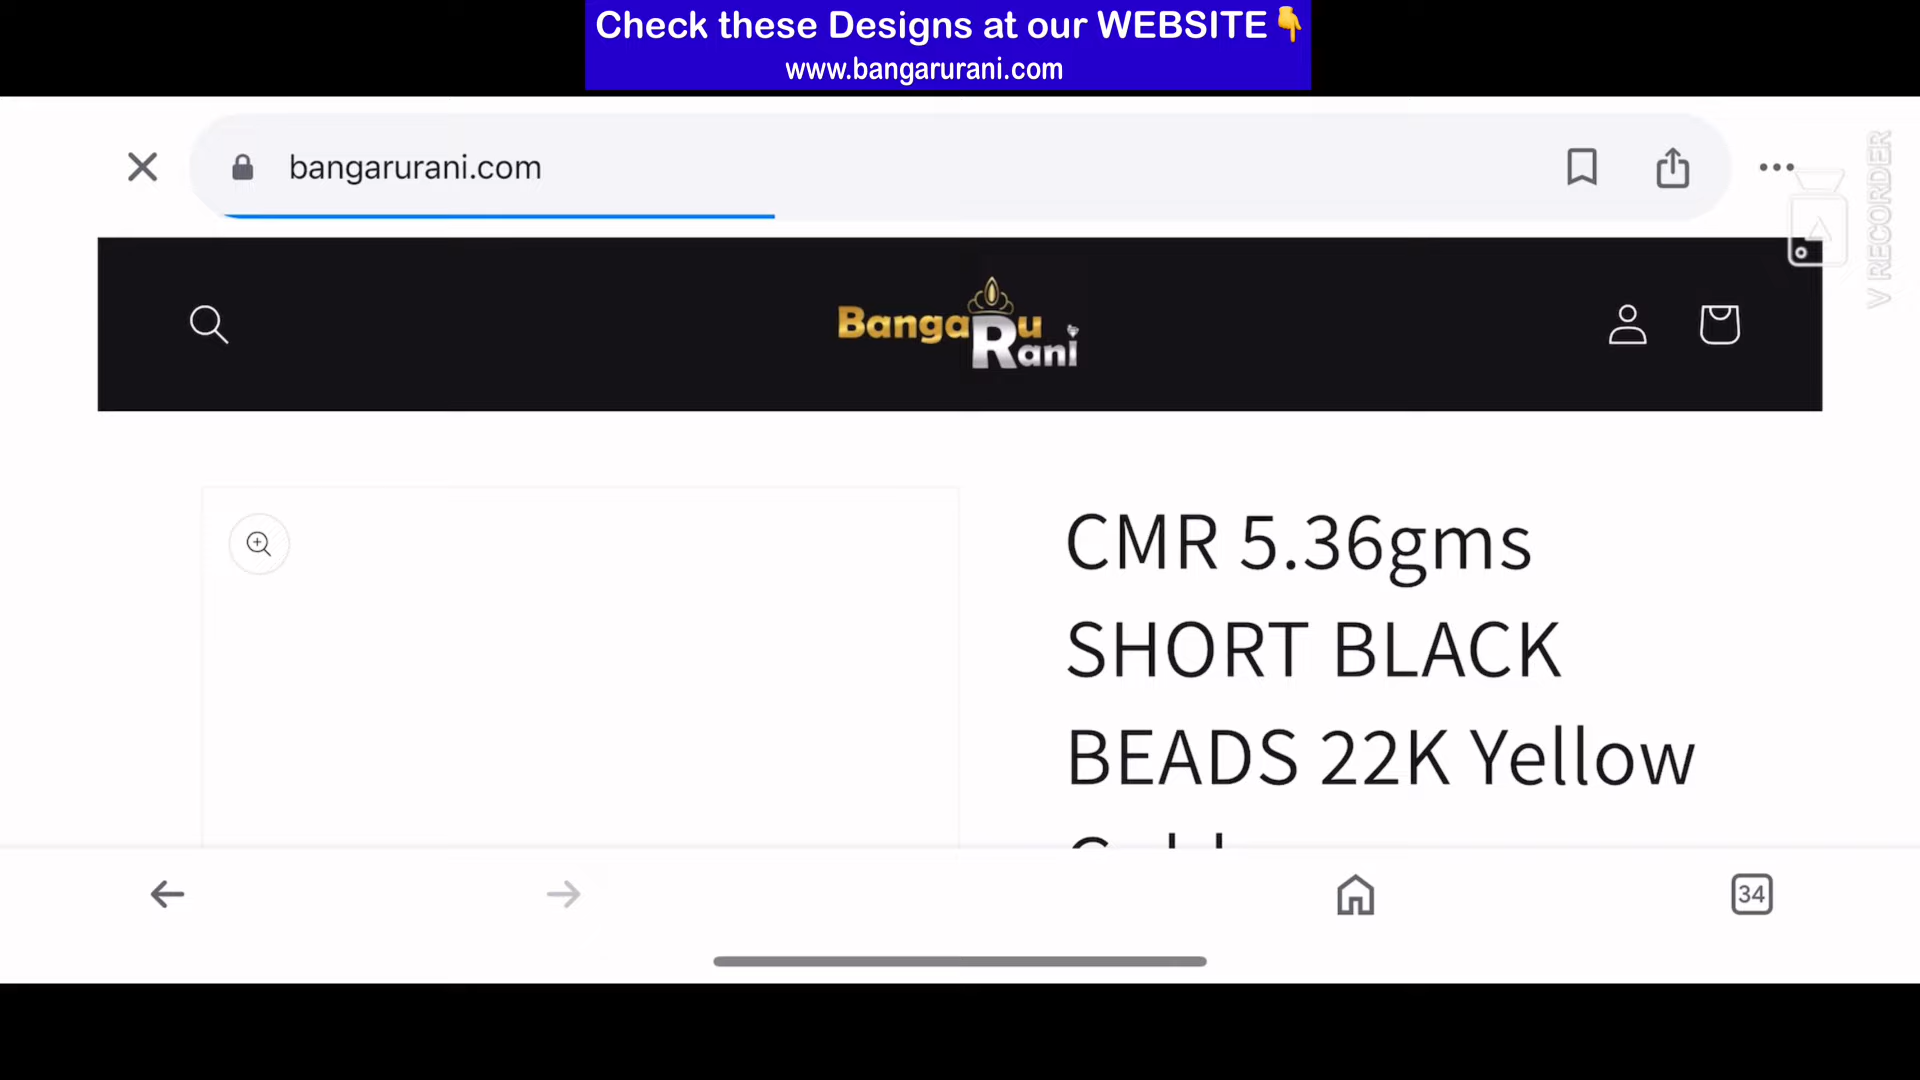 Check these Designs at our WEBSITE👇
www.bangarurani.com
bangarurani.com
V RECORDER
BangaRu
Rani
CMR 5.36gms
SHORT BLACK
BEADS 22K Yellow
34